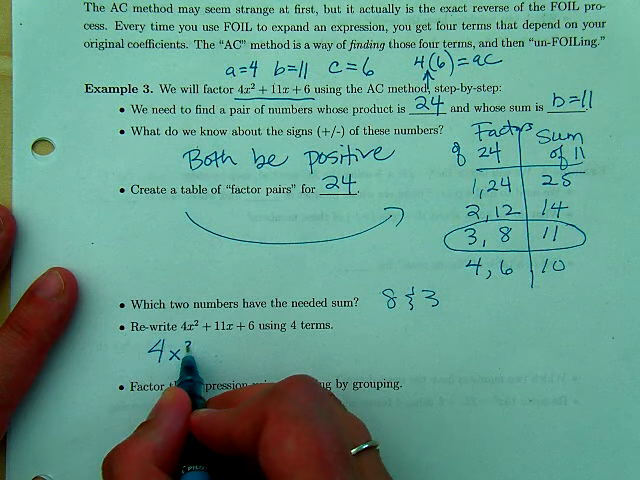 The AC method may seem strange at first, but it actually is the exact reverse of the FOIL pro-
cess. Every time you use FOIL to expand an expression, you get four terms that depend on your
original coefficients. The "AC" method is a way of finding those four terms, and then "un-FOILing."
a=4 b=11 c=6 4(6)=ac
Example 3. We will factor 4x² + 11x + 6 using the AC method, step-by-step:
• We need to find a pair of numbers whose product is 24 and whose sum is b=11
• What do we know about the signs (+/-) of these numbers?
Both be positive
Factors of 24 | Sum of 11
1, 24 | 25
2, 12 | 14
3, 8 | 11
4, 6 | 10
• Create a table of "factor pairs" for 24.
• Which two numbers have the needed sum? 8 & 3
• Re-write 4x² + 11x + 6 using 4 terms.
4x²
• Factor expression by grouping.
PILOT